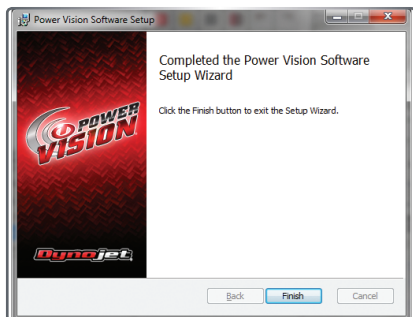 Power Vision Software Setup
Completed the Power Vision Software
Setup Wizard
Click the Finish button to exit the Setup Wizard.
POWER
VISION
Dynojet
Back
Finish
Cancel